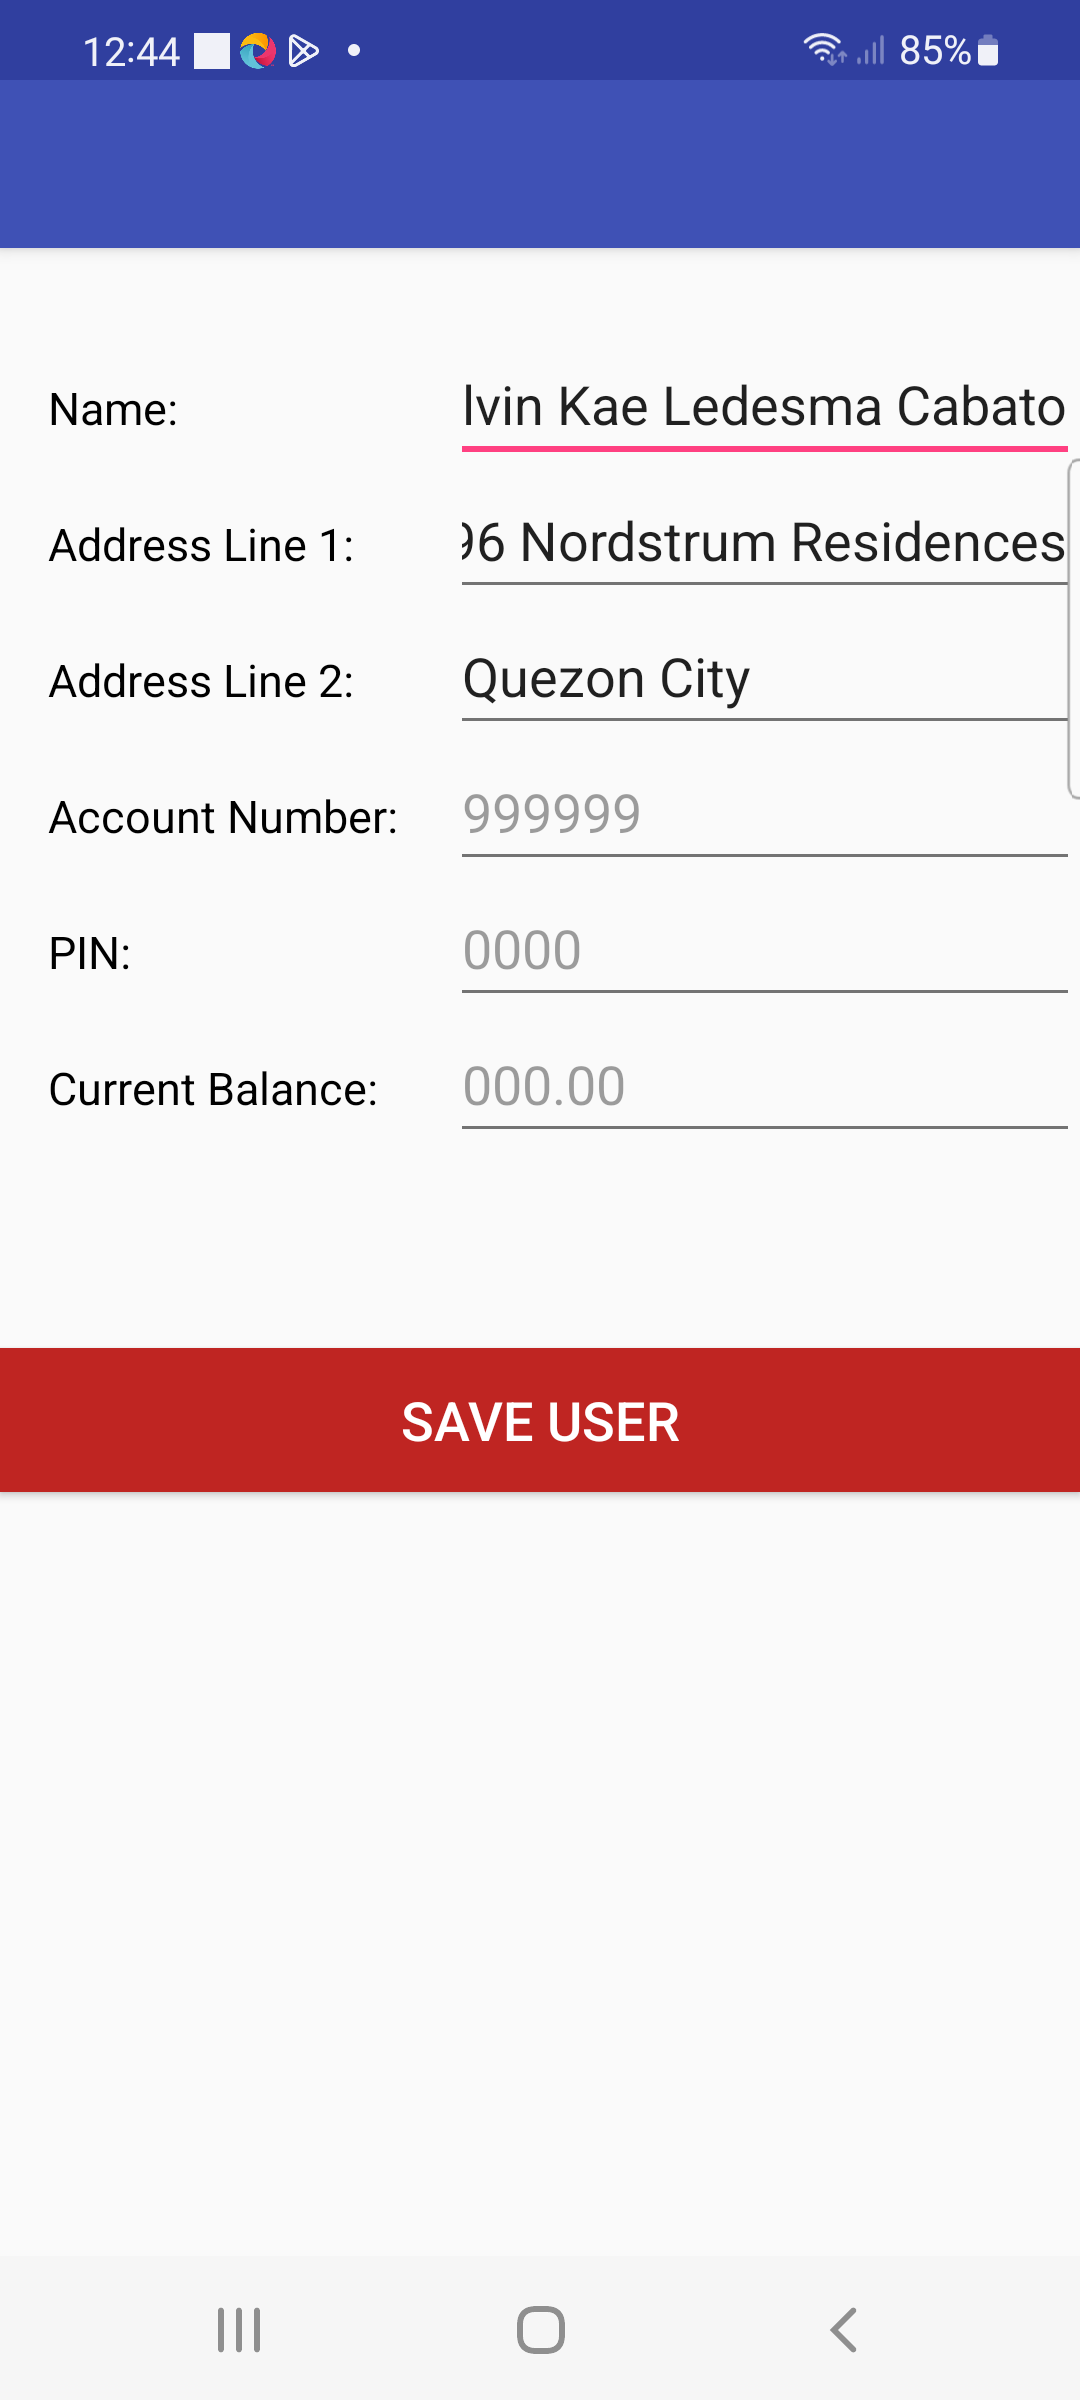 12:44 85%
Name: lvin Kae Ledesma Cabato
Address Line 1: 96 Nordstrum Residences
Address Line 2: Quezon City
Account Number: 999999
PIN: 0000
Current Balance: 000.00
SAVE USER